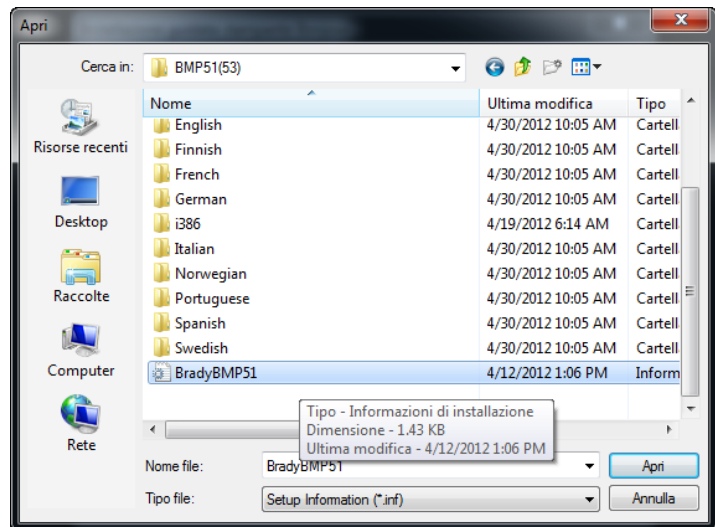 Apri
Cerca in: BMP51(53)
Nome Ultima modifica Tipo
English 4/30/2012 10:05 AM Cartell
Finnish 4/30/2012 10:05 AM Cartell
French 4/30/2012 10:05 AM Cartell
German 4/30/2012 10:05 AM Cartell
i386 4/19/2012 6:14 AM Cartell
Italian 4/30/2012 10:05 AM Cartell
Norwegian 4/30/2012 10:05 AM Cartell
Portuguese 4/30/2012 10:05 AM Cartell
Spanish 4/30/2012 10:05 AM Cartell
Swedish 4/30/2012 10:05 AM Cartell
BradyBMP51 4/12/2012 1:06 PM Inform
Risorse recenti
Desktop
Raccolte
Computer
Rete
Tipo - Informazioni di installazione
Dimensione - 1.43 KB
Ultima modifica - 4/12/2012 1:06 PM
Nome file: BradyBMP51 Apri
Tipo file: Setup Information (*.inf) Annulla